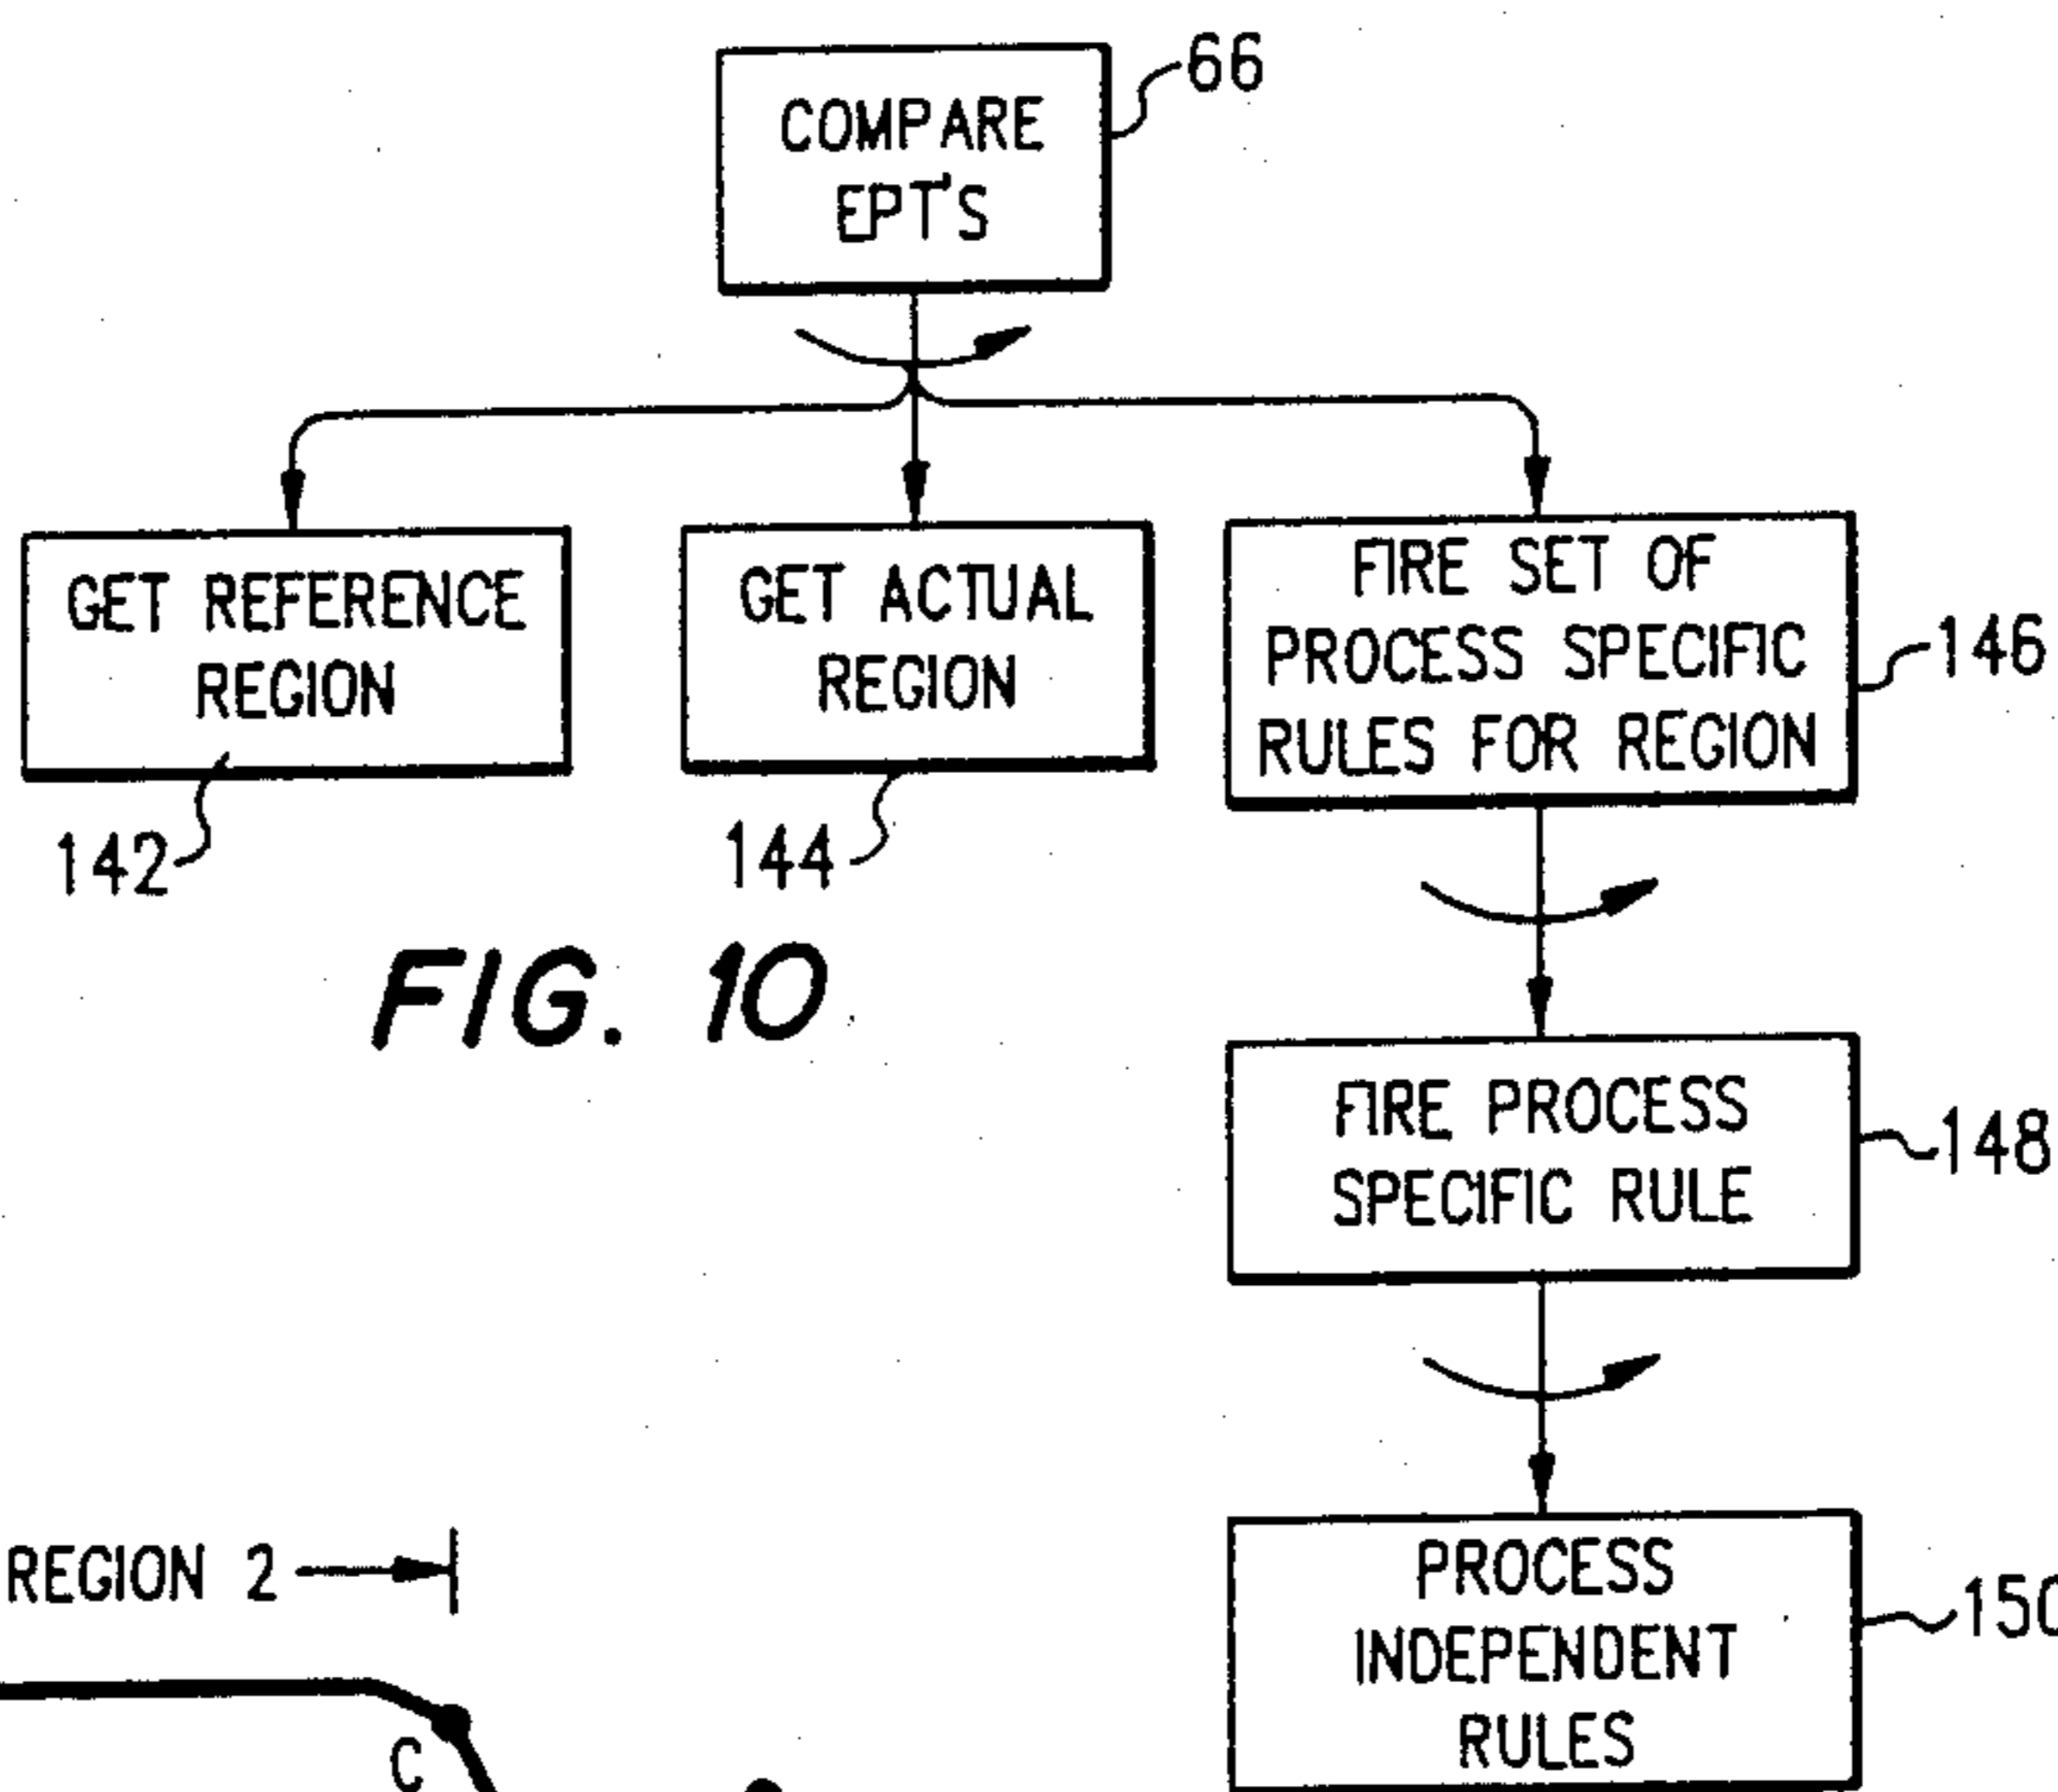 COMPARE
EPT'S
66
GET REFERENCE
REGION
142
GET ACTUAL
REGION
144
FIRE SET OF
PROCESS SPECIFIC
RULES FOR REGION
146
FIG. 10
FIRE PROCESS
SPECIFIC RULE
148
PROCESS
INDEPENDENT
RULES
150
REGION 2
C